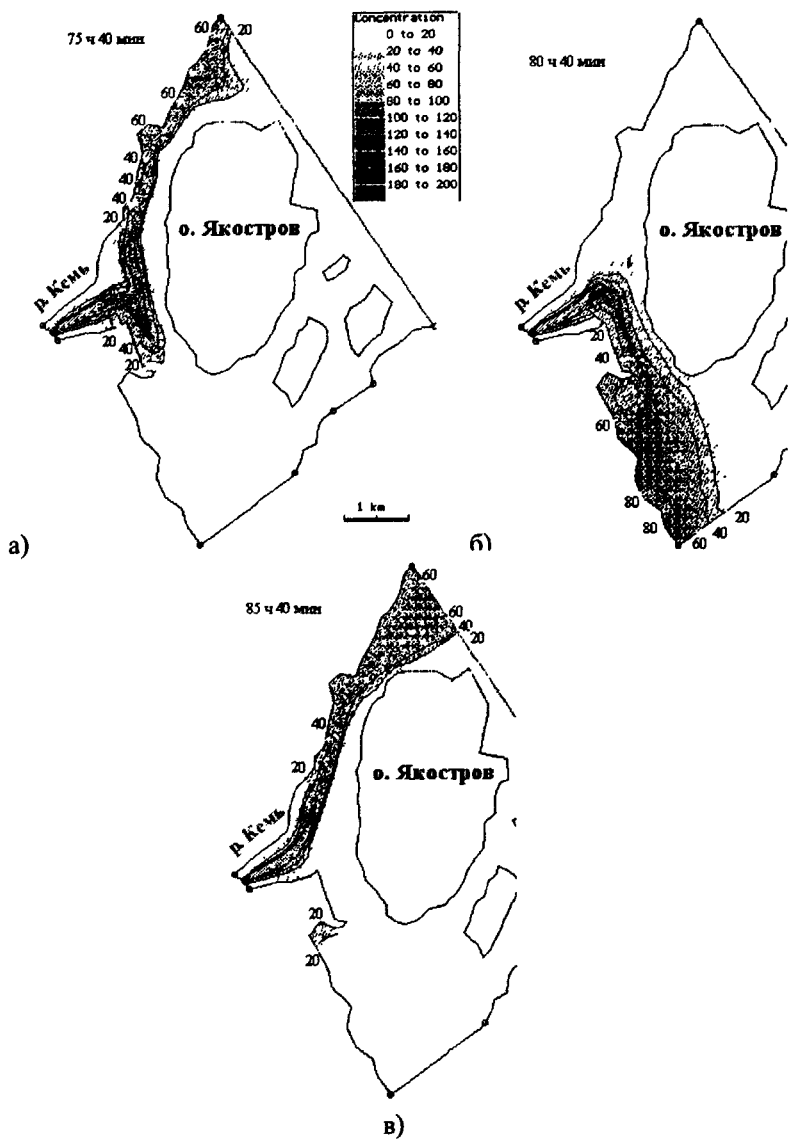 75 ч 40 мин
60
20
60
60
40
40
40
20
р. Кемь
о. Якостров
20
40
20
Concentration
0 to 20
20 to 40
40 to 60
60 to 80
80 to 100
100 to 120
120 to 140
140 to 160
160 to 180
180 to 200
1 km
а)
80 ч 40 мин
о. Якостров
р. Кемь
20
40
60
80
80
60
40
20
б)
85 ч 40 мин
60
60
40
20
40
20
о. Якостров
р. Кемь
20
20
в)